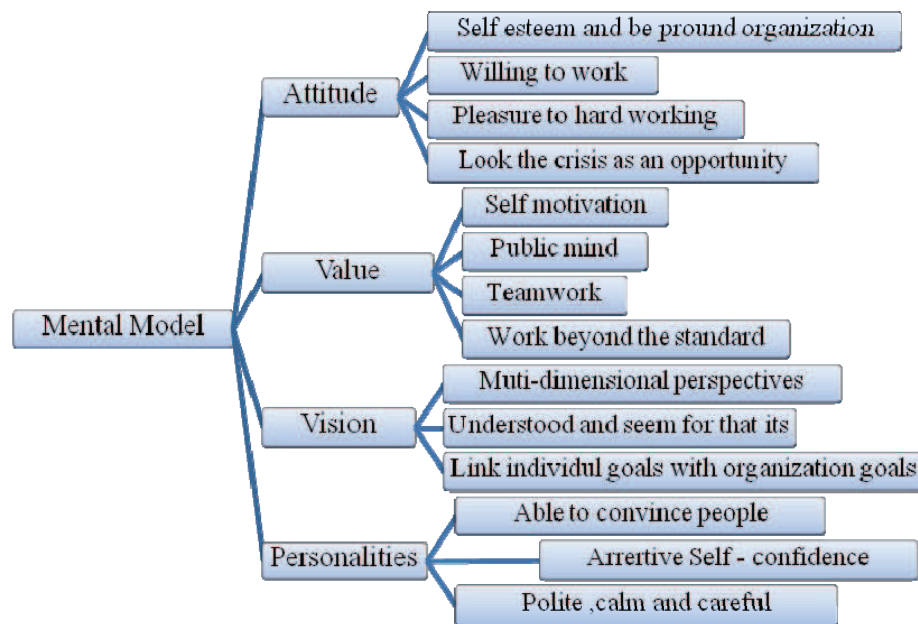 Self esteem and be pround organization
Willing to work
Attitude
Pleasure to hard working
Look the crisis as an opportunity
Self motivation
Public mind
Value
Teamwork
Work beyond the standard
Mental Model
Muti-dimensional perspectives
Vision
Understood and seem for that its
Link individul goals with organization goals
Able to convince people
Personalities
Arrertive Self - confidence
Polite ,calm and careful